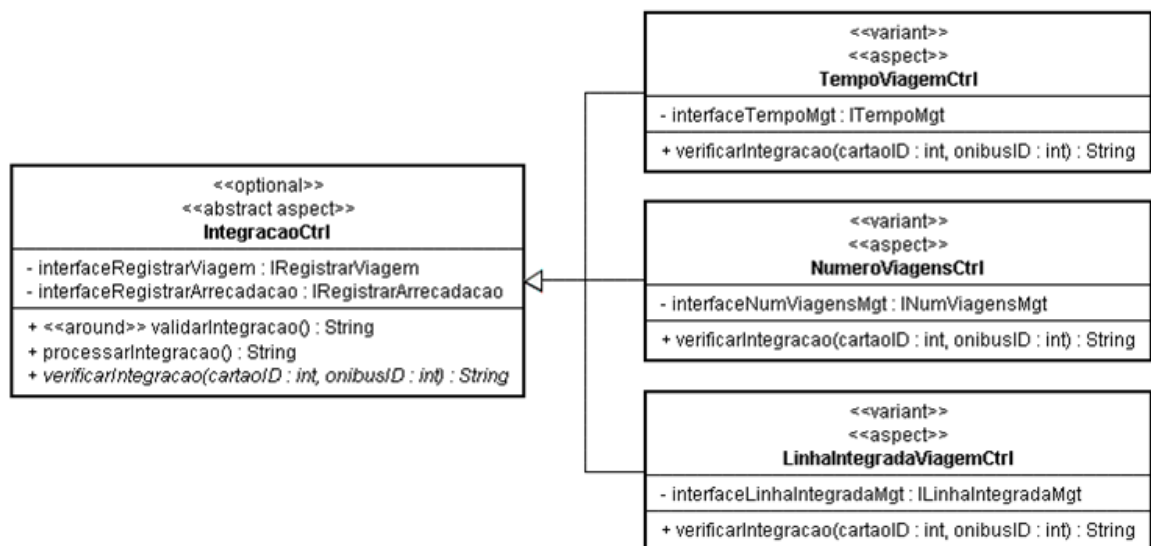 <<optional>>
<<abstract aspect>>
IntegracaoCtrl
- interfaceRegistrarViagem : IRegistrarViagem
- interfaceRegistrarArrecadacao : IRegistrarArrecadacao
+ <<around>> validarIntegracao() : String
+ processarIntegracao() : String
+ verificarIntegracao(cartaoID : int, onibusID : int) : String
<<variant>>
<<aspect>>
TempoViagemCtrl
- interfaceTempoMgt : ITempoMgt
+ verificarIntegracao(cartaoID : int, onibusID : int) : String
<<variant>>
<<aspect>>
NumeroViagensCtrl
- interfaceNumViagensMgt : INumViagensMgt
+ verificarIntegracao(cartaoID : int, onibusID : int) : String
<<variant>>
<<aspect>>
LinhaIntegradaViagemCtrl
- interfaceLinhaIntegradaMgt : ILinhaIntegradaMgt
+ verificarIntegracao(cartaoID : int, onibusID : int) : String